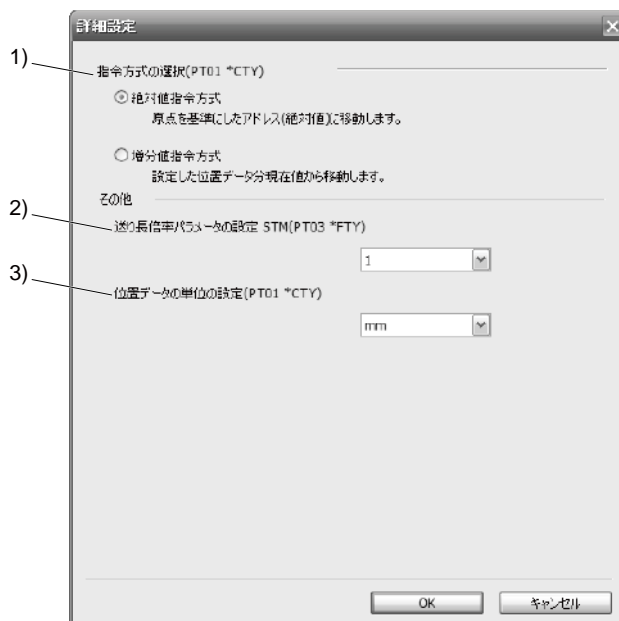 詳細設定
1)
指令方式の選択(PT01 *CTY)
絶対値指令方式
原点を基準にしたアドレス(絶対値)に移動します。
増分値指令方式
設定した位置データ分現在値から移動します。
その他
2)
送り長倍率パラメータの設定 STM(PT03 *FTY)
1
3)
位置データの単位の設定(PT01 *CTY)
mm
OK
キャンセル